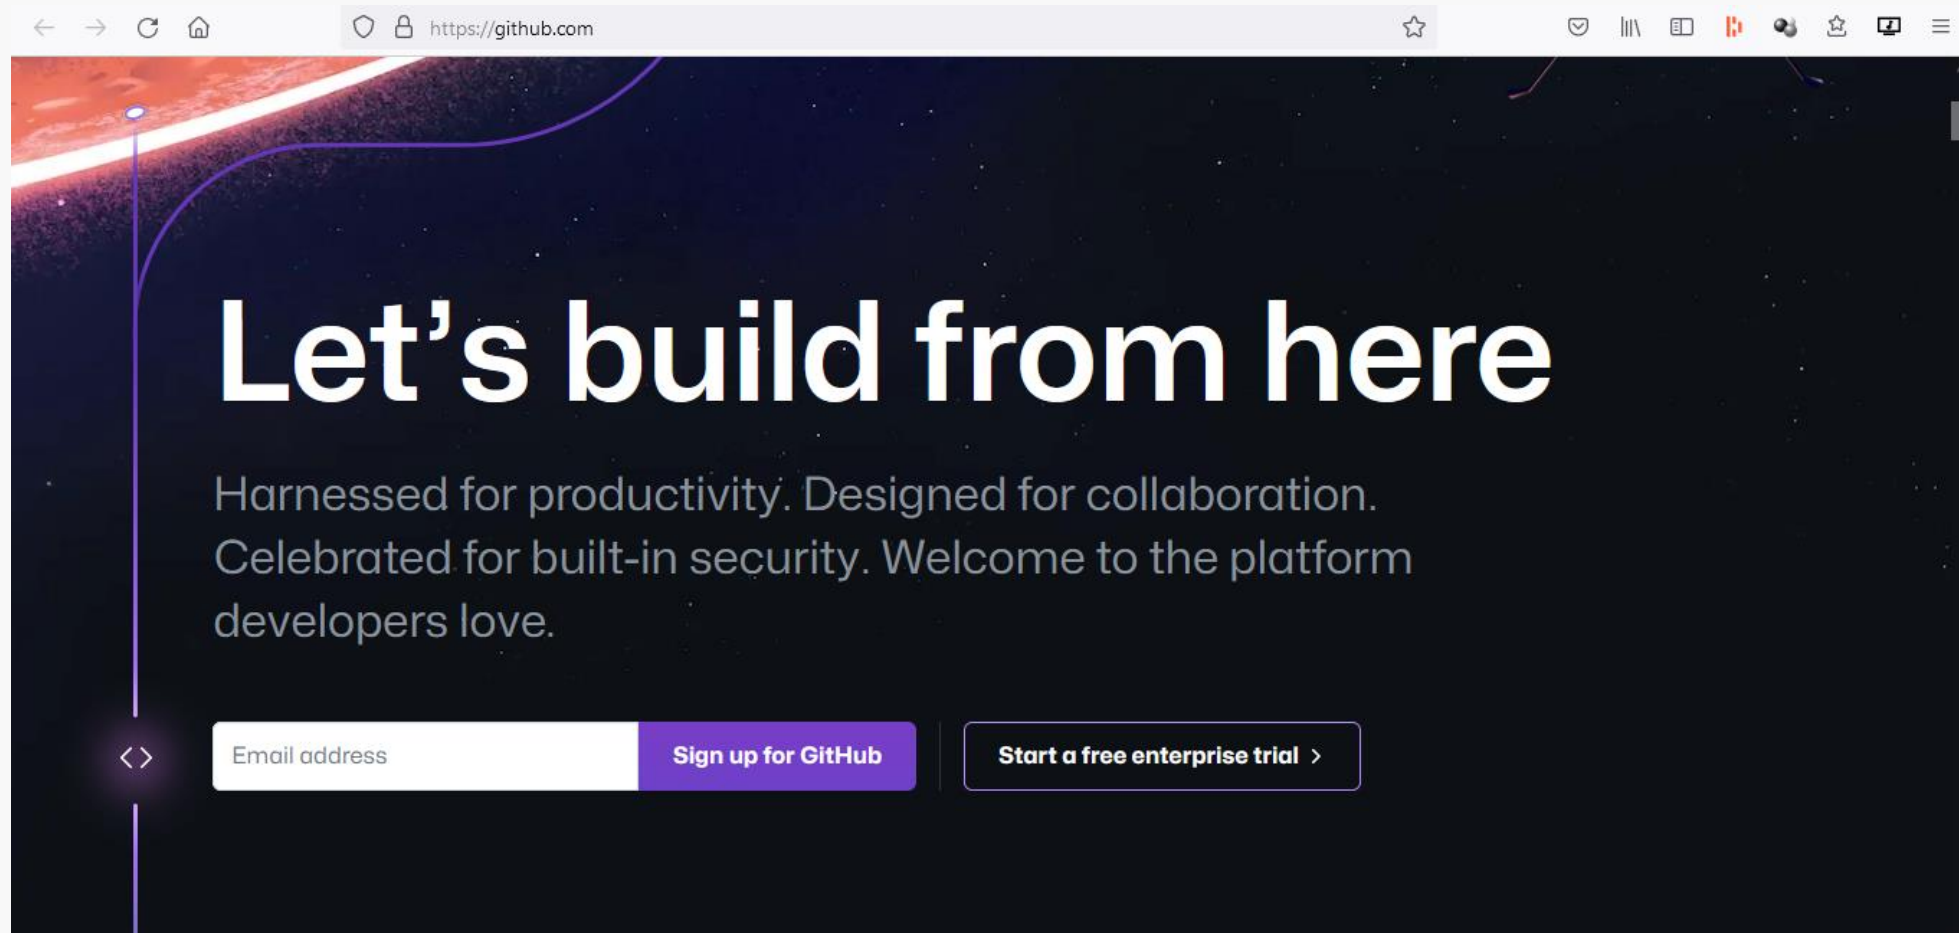 https://github.com
Let’s build from here
Harnessed for productivity. Designed for collaboration.
Celebrated for built-in security. Welcome to the platform
developers love.
Email address
Sign up for GitHub
Start a free enterprise trial